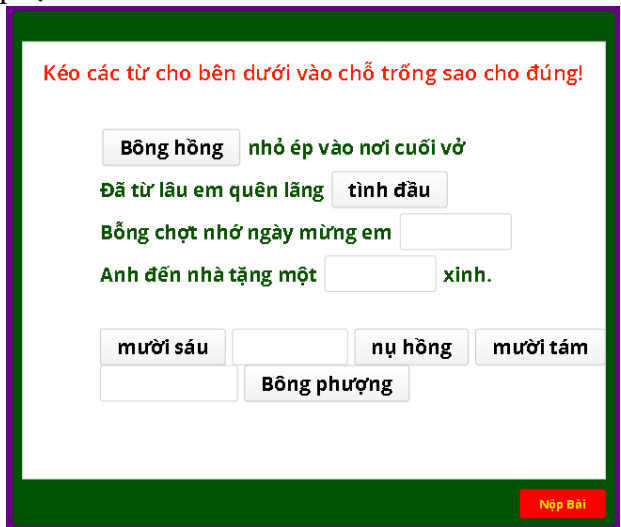 Kéo các từ cho bên dưới vào chỗ trống sao cho đúng!
Bông hồng nhỏ ép vào nơi cuối vở
Đã từ lâu em quên lãng tình đầu
Bỗng chợt nhớ ngày mừng em
Anh đến nhà tặng một xinh.
mười sáu nụ hồng mười tám
Bông phượng
Nộp Bài